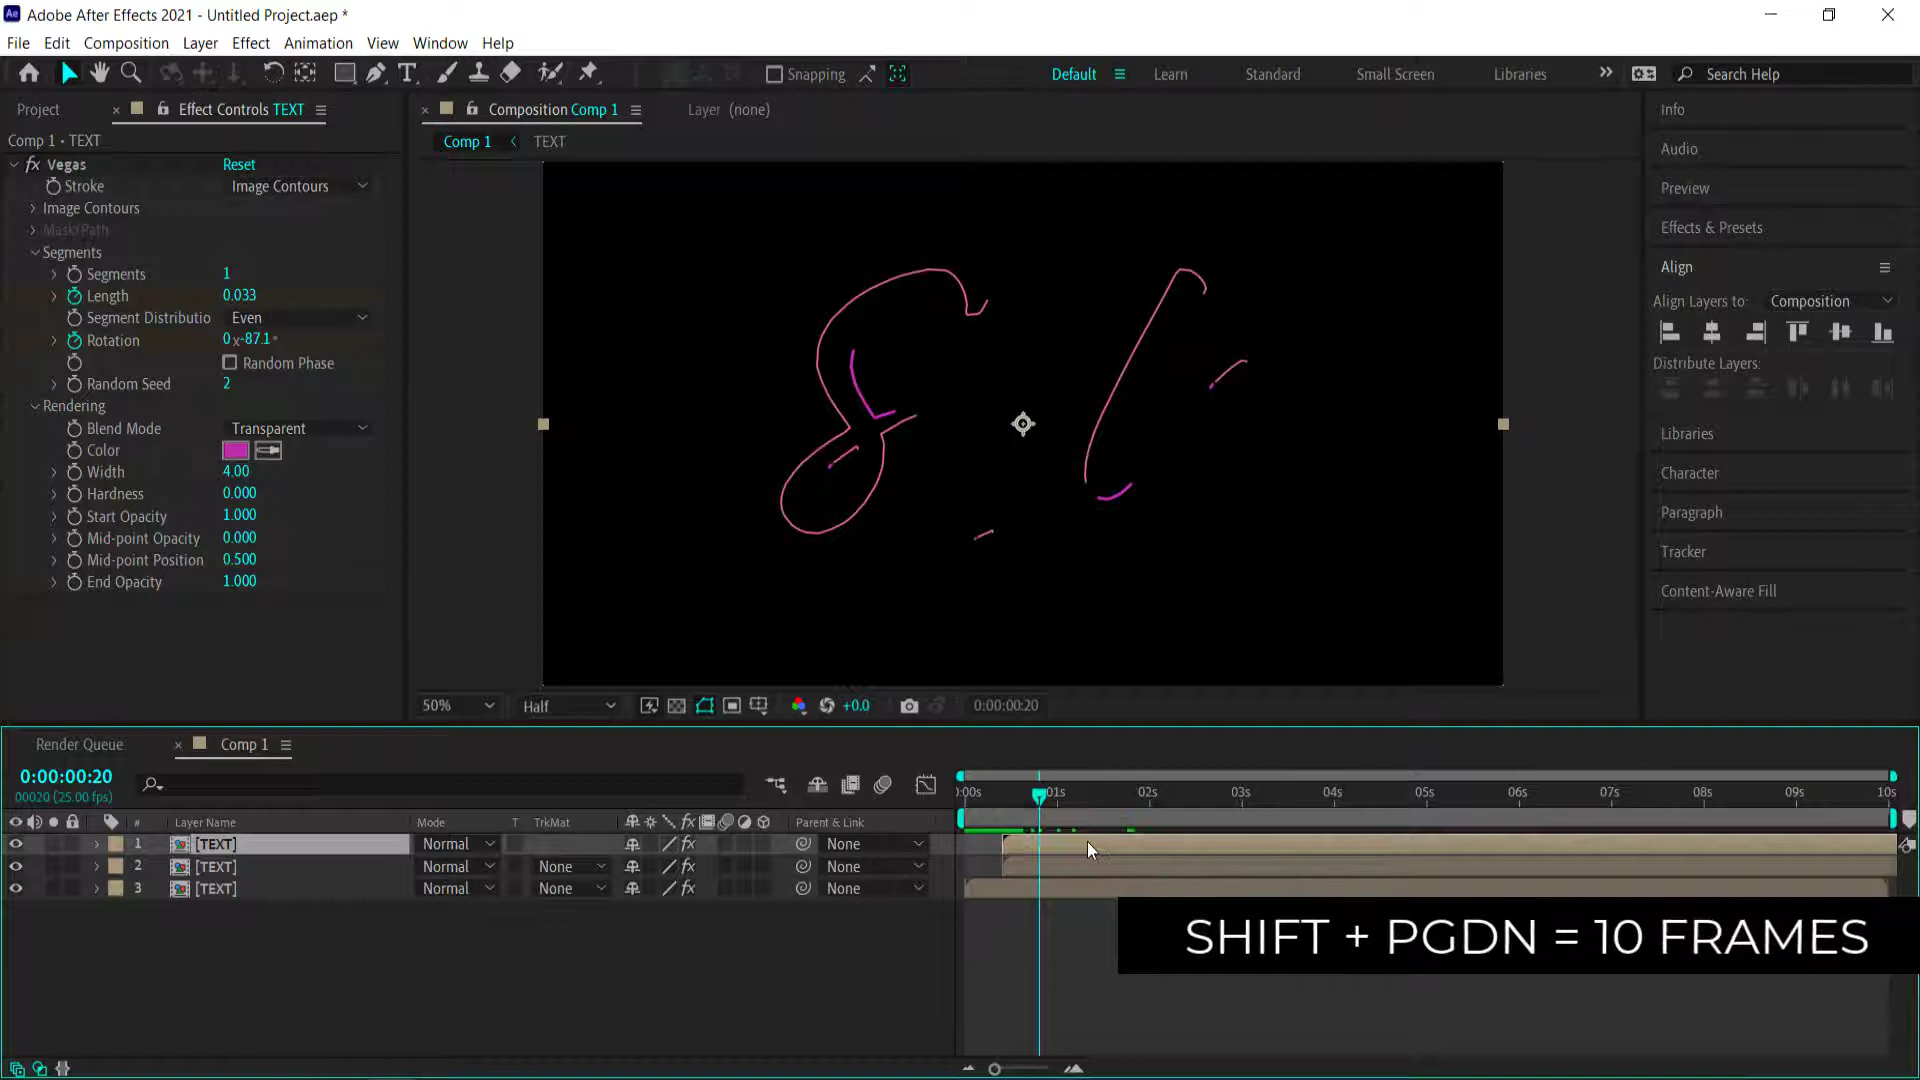 Adobe After Effects 2021 - Untitled Project.aep *
File Edit Composition Layer Effect Animation View Window Help
Snapping Default Learn Standard Small Screen Libraries Search Help
Project Effect Controls TEXT Composition Comp 1 Layer (none)
Comp 1 • TEXT
Comp 1 TEXT
fx Vegas Reset
Stroke Image Contours
Image Contours
Mask/Path
Segments
Segments 1
Length 0.033
Segment Distributio Even
Rotation 0x-87.1°
Random Phase
Random Seed 2
Rendering
Blend Mode Transparent
Color
Width 4.00
Hardness 0.000
Start Opacity 1.000
Mid-point Opacity 0.000
Mid-point Position 0.500
End Opacity 1.000
50% Half +0.0 0:00:00:20
Info
Audio
Preview
Effects & Presets
Align
Align Layers to: Composition
Distribute Layers:
Libraries
Character
Paragraph
Tracker
Content-Aware Fill
Render Queue Comp 1
0:00:00:20
00020 (25.00 fps)
:00s 01s 02s 03s 04s 05s 06s 07s 08s 09s 10s
# Layer Name Mode T TrkMat fx Parent & Link
1 [TEXT] Normal fx None
2 [TEXT] Normal None fx None
3 [TEXT] Normal None fx None
SHIFT + PGDN = 10 FRAMES